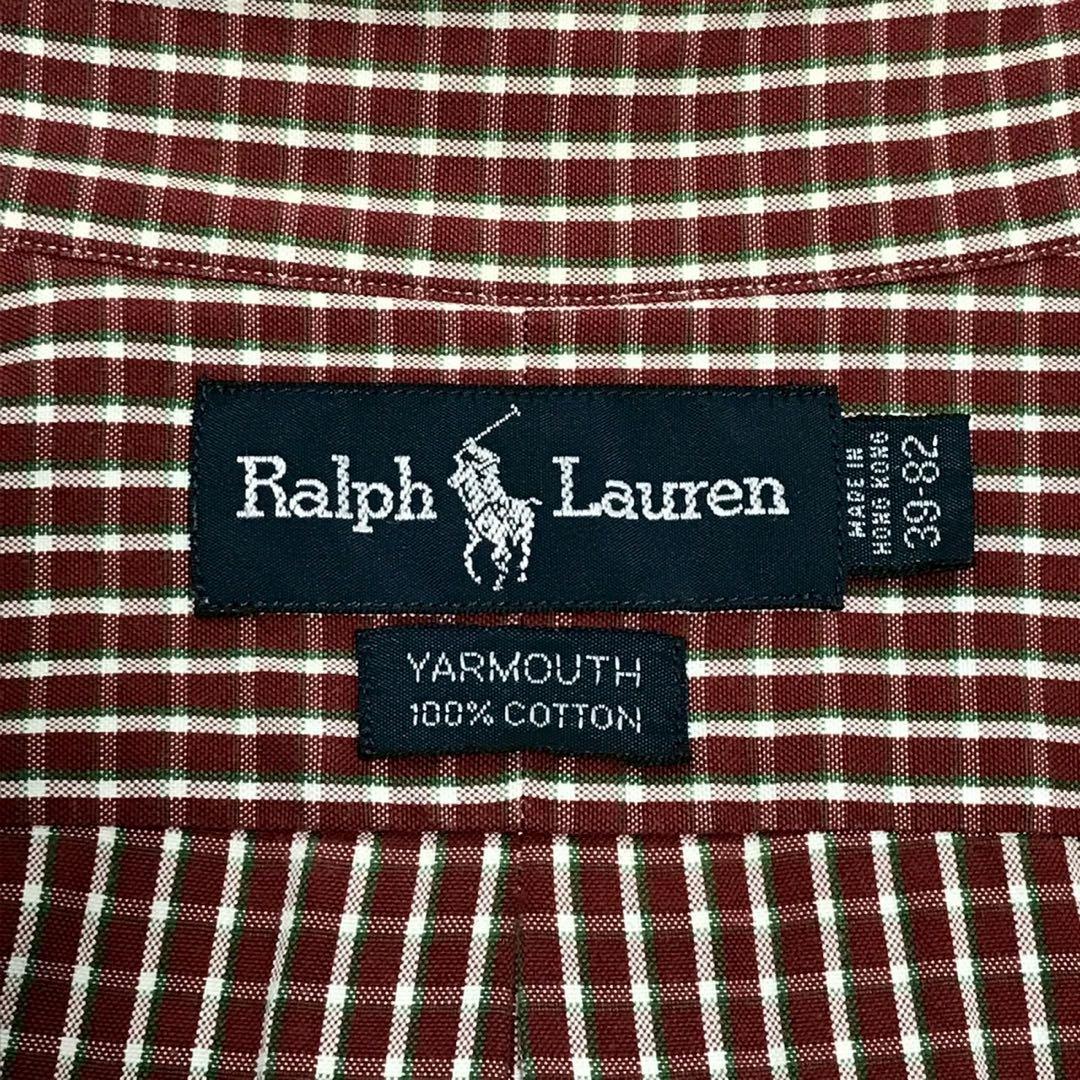 Ralph Lauren
MADE IN
HONG KONG
39-82
YARMOUTH
100% COTTON